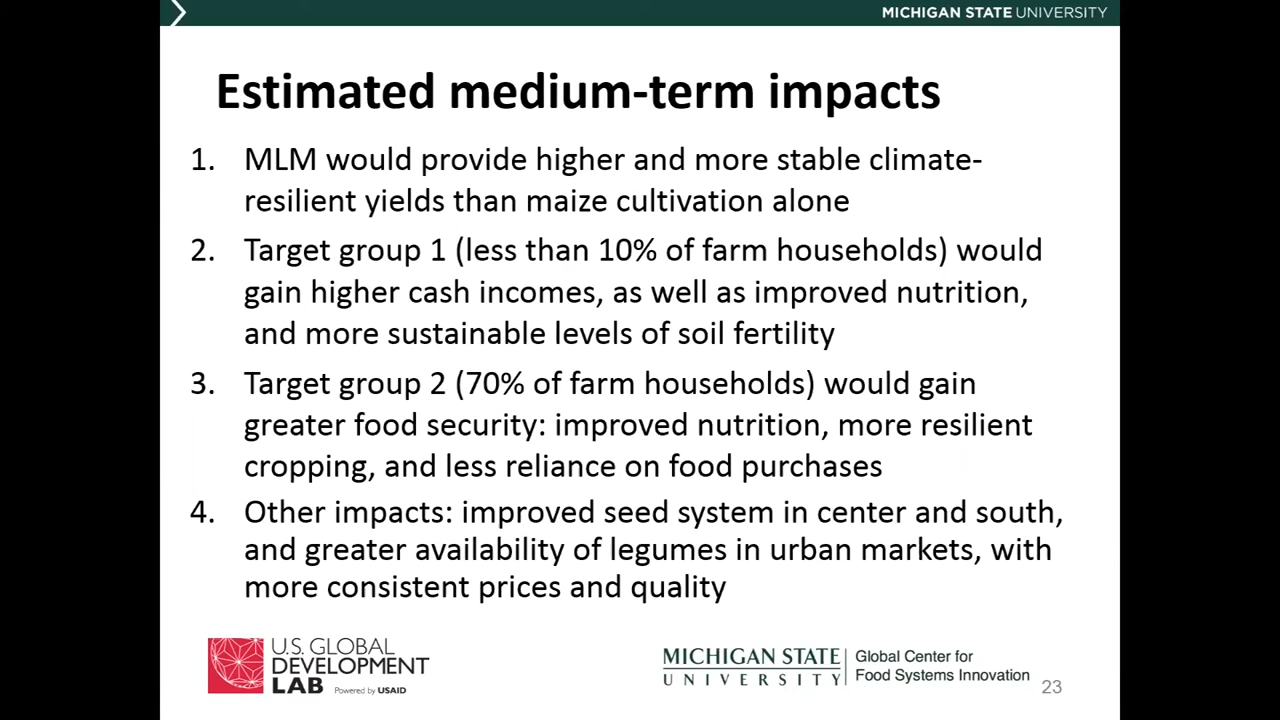 MICHIGAN STATE UNIVERSITY
Estimated medium-term impacts
1. MLM would provide higher and more stable climate-
resilient yields than maize cultivation alone
2. Target group 1 (less than 10% of farm households) would
gain higher cash incomes, as well as improved nutrition,
and more sustainable levels of soil fertility
3. Target group 2 (70% of farm households) would gain
greater food security: improved nutrition, more resilient
cropping, and less reliance on food purchases
4. Other impacts: improved seed system in center and south,
and greater availability of legumes in urban markets, with
more consistent prices and quality
U.S. GLOBAL
DEVELOPMENT
LAB Powered by USAID
MICHIGAN STATE
UNIVERSITY
Global Center for
Food Systems Innovation
23